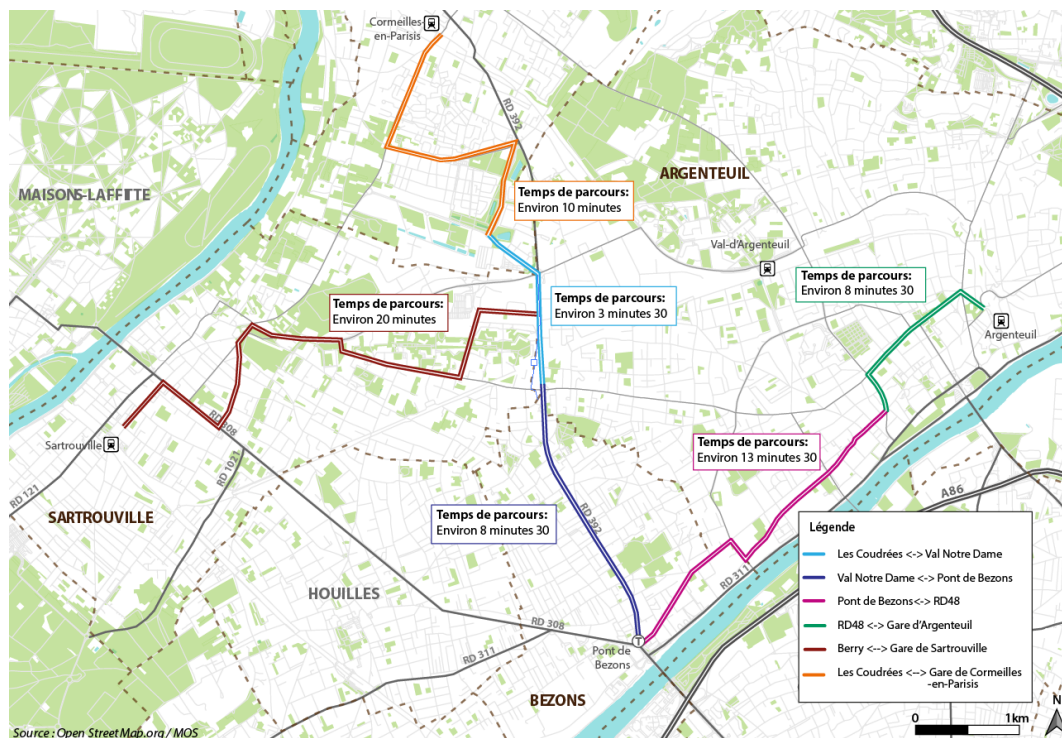 Cormeilles-
en-Parisis
RD 392
MAISONS-LAFFITTE
ARGENTEUIL
Temps de parcours:
Environ 10 minutes
Val-d'Argenteuil
Temps de parcours:
Environ 8 minutes 30
Temps de parcours:
Environ 20 minutes
Temps de parcours:
Environ 3 minutes 30
Argenteuil
RD 308
Sartrouville
Temps de parcours:
Environ 13 minutes 30
RD 1021
RD 121
SARTROUVILLE
A86
Temps de parcours:
Environ 8 minutes 30
RD 392
RD 311
HOUILLES
RD 308
T
Pont de
Bezons
RD 311
BEZONS
Légende
Les Coudrées <-> Val Notre Dame
Val Notre Dame <-> Pont de Bezons
Pont de Bezons<-> RD48
RD48 <-> Gare d'Argenteuil
Berry <--> Gare de Sartrouville
Les Coudrées <--> Gare de Cormeilles
-en-Parisis
N
0 1km
Source : Open StreetMap.org / MOS